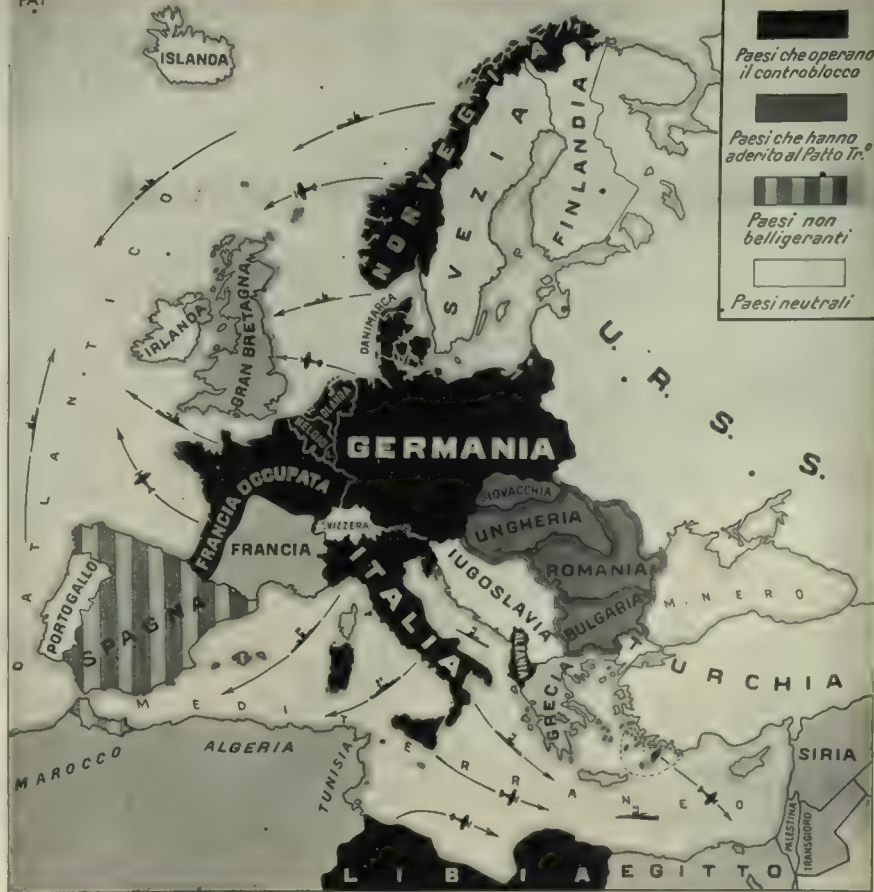 Paesi che operano
il controblocco
Paesi che hanno
aderito al Patto Tr.º
Paesi non
belligeranti
Paesi neutrali
ISLANDA
NORVEGIA
SVEZIA
FINLANDIA
IRLANDA
GRAN BRETAGNA
DANIMARCA
OLANDA
BELGIO
GERMANIA
U.R.S.S.
FRANCIA OCCUPATA
SLOVACCHIA
SVIZZERA
UNGHERIA
FRANCIA
ROMANIA
ITALIA
IUGOSLAVIA
BULGARIA
M. NERO
PORTOGALLO
SPAGNA
O. ATLANTICO
ALBANIA
GRECIA
TURCHIA
MEDITERRANEO
MAROCCO
ALGERIA
TUNISIA
SIRIA
PALESTINA
TRANSGIORD
LIBIA
EGITTO